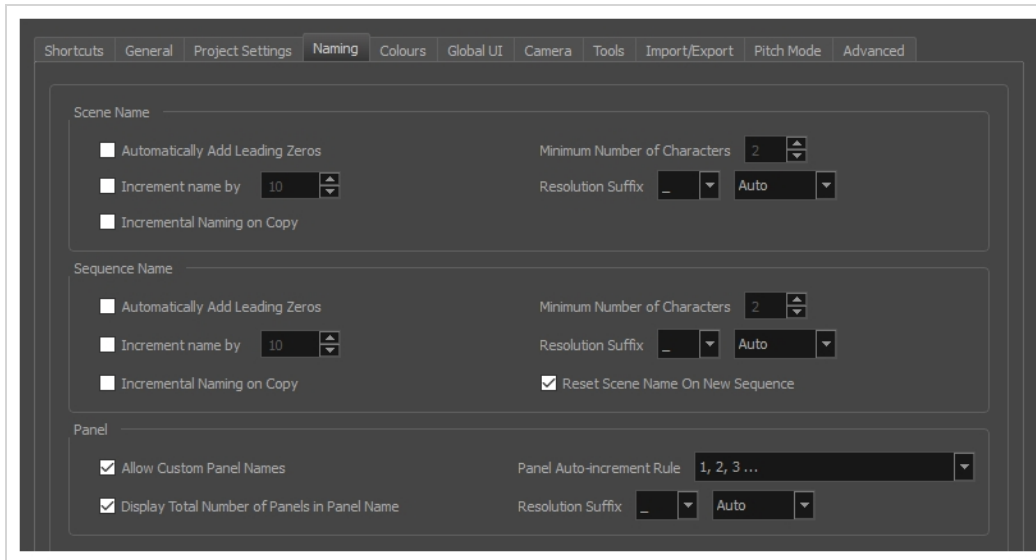 Shortcuts General Project Settings Naming Colours Global UI Camera Tools Import/Export Pitch Mode Advanced
Scene Name
Automatically Add Leading Zeros Minimum Number of Characters 2
Increment name by 10 Resolution Suffix _ Auto
Incremental Naming on Copy
Sequence Name
Automatically Add Leading Zeros Minimum Number of Characters 2
Increment name by 10 Resolution Suffix _ Auto
Incremental Naming on Copy Reset Scene Name On New Sequence
Panel
Allow Custom Panel Names Panel Auto-increment Rule 1, 2, 3 ...
Display Total Number of Panels in Panel Name Resolution Suffix _ Auto